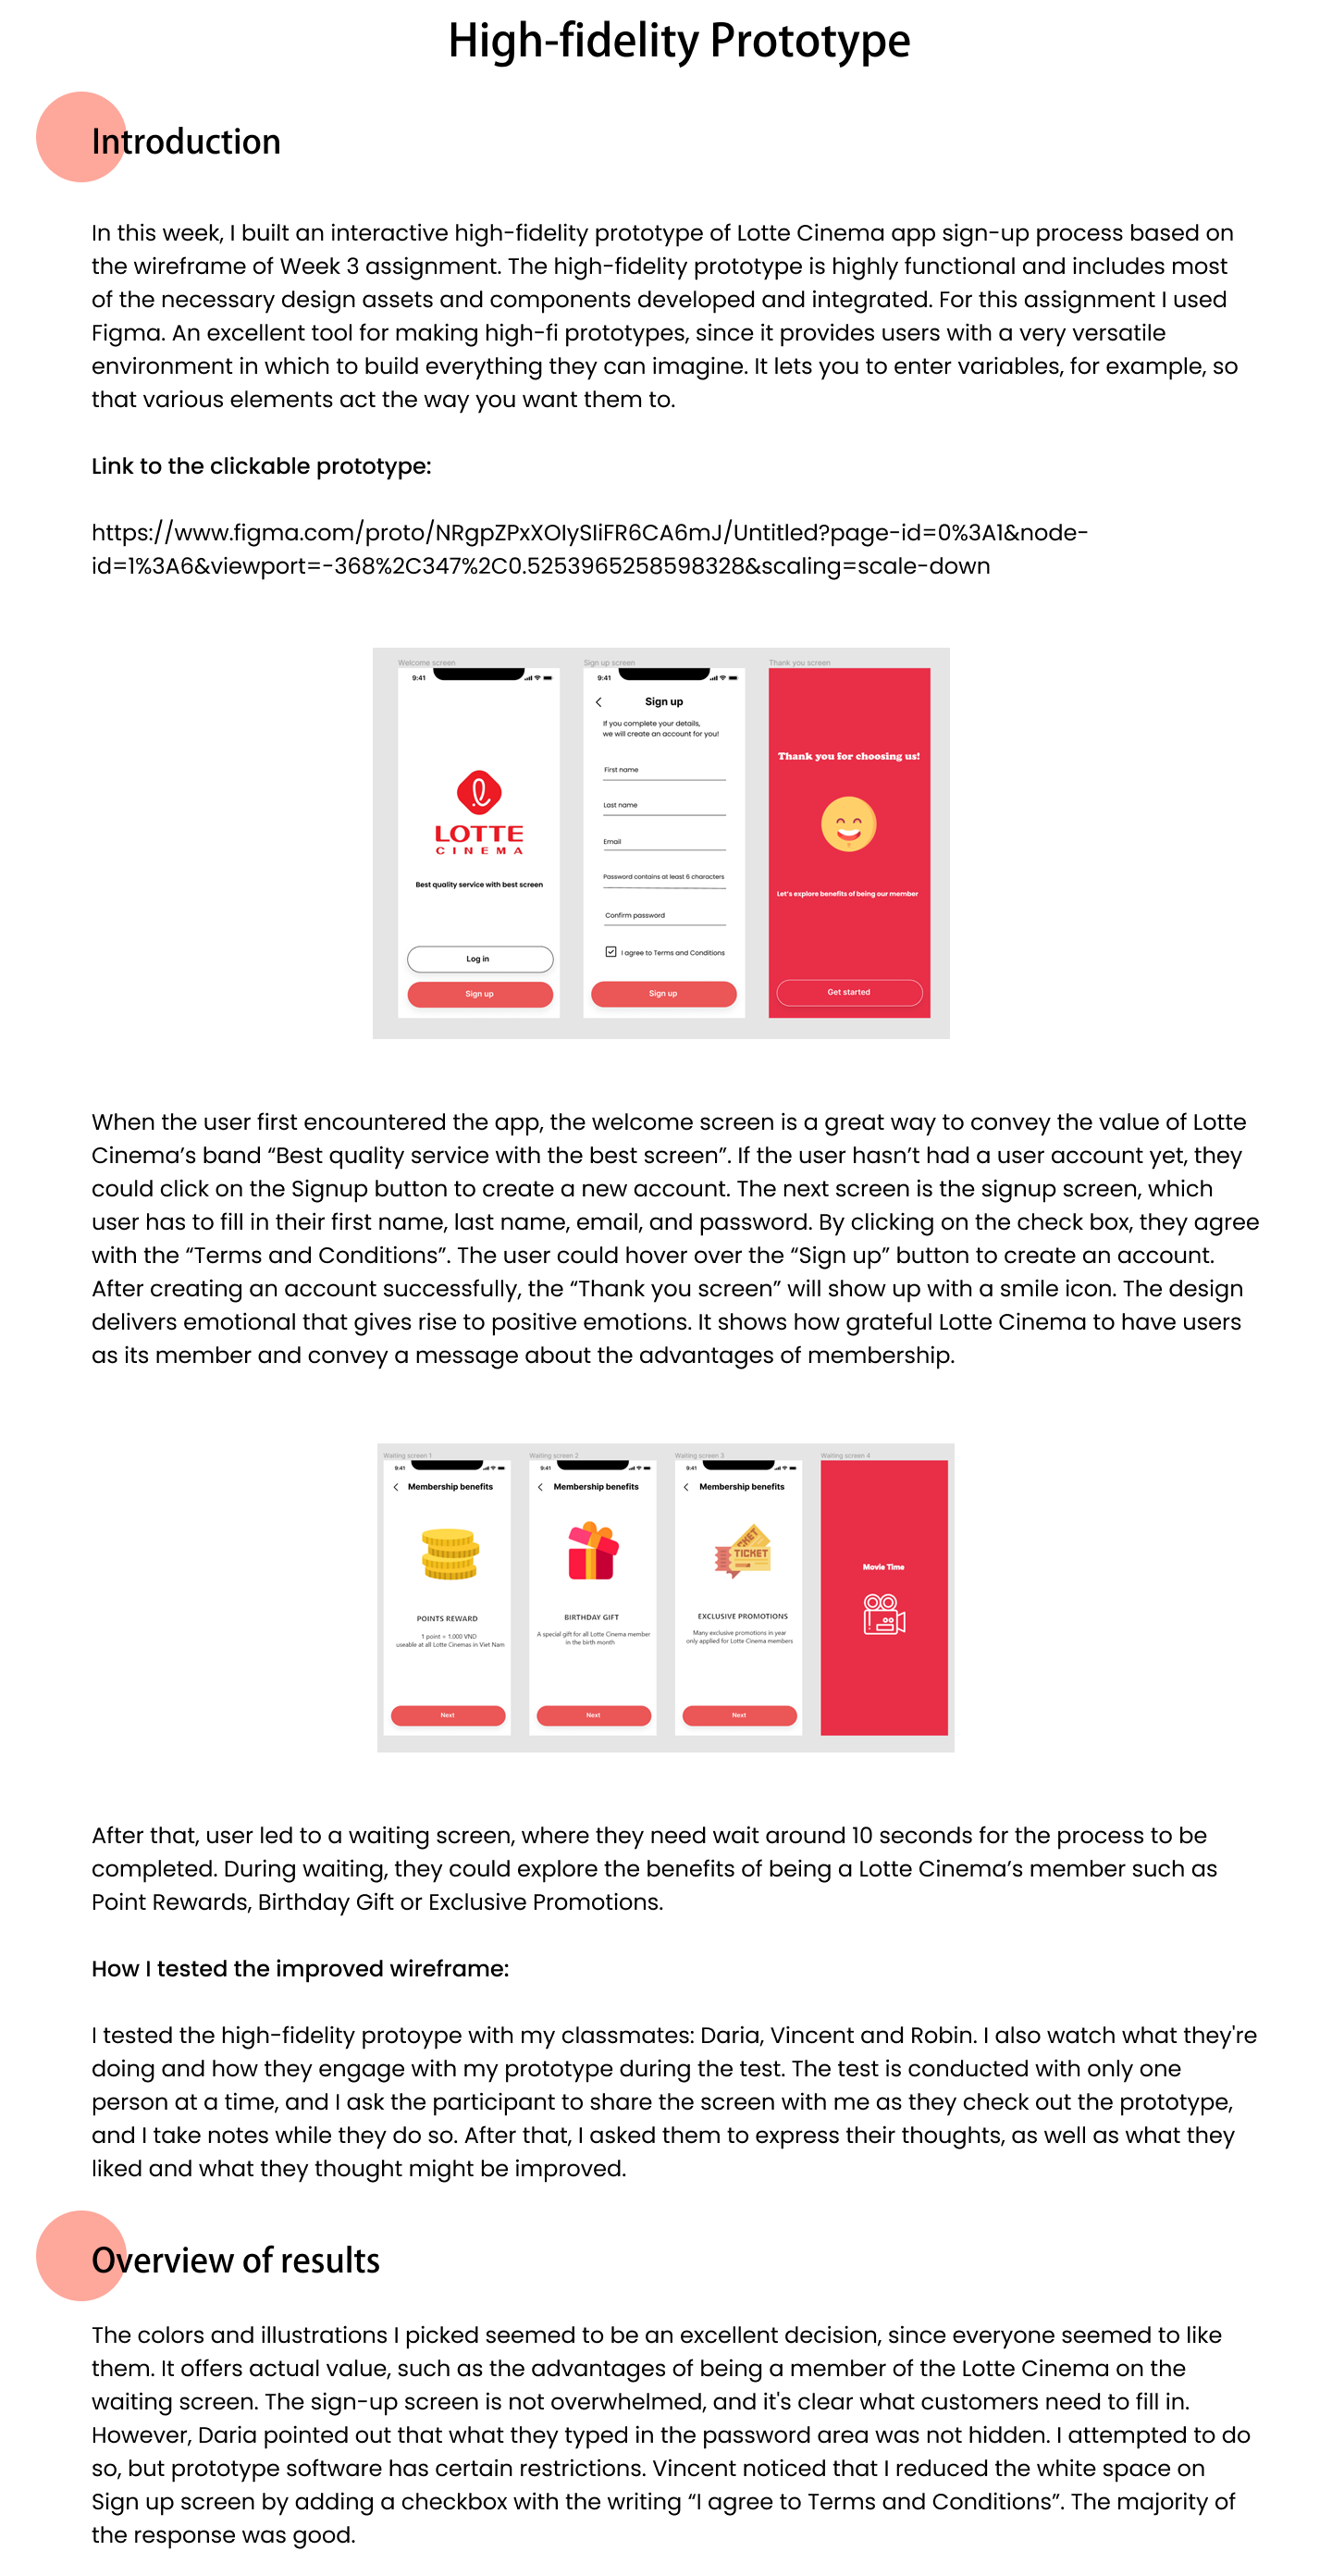 High-fidelity Prototype
Introduction
In this week, I built an interactive high-fidelity prototype of Lotte Cinema app sign-up process based on
the wireframe of Week 3 assignment. The high-fidelity prototype is highly functional and includes most
of the necessary design assets and components developed and integrated. For this assignment I used
Figma. An excellent tool for making high-fi prototypes, since it provides users with a very versatile
environment in which to build everything they can imagine. It lets you to enter variables, for example, so
that various elements act the way you want them to.
Link to the clickable prototype:
https://www.figma.com/proto/NRgpZPxXOIySIiFR6CA6mJ/Untitled?page-id=0%3A1&node-
id=1%3A6&viewport=-368%2C347%2C0.5253965258598328&scaling=scale-down
Welcome screen
9:41
LOTTE
CINEMA
Best quality service with best screen
Log in
Sign up
Sign up screen
9:41
Sign up
If you complete your details,
we will create an account for you!
First name
Last name
Email
Password contains at least 6 characters
Confirm password
I agree to Terms and Conditions
Sign up
Thank you screen
Thank you for choosing us!
Let's explore benefits of being our member
Get started
When the user first encountered the app, the welcome screen is a great way to convey the value of Lotte
Cinema’s band “Best quality service with the best screen”. If the user hasn’t had a user account yet, they
could click on the Signup button to create a new account. The next screen is the signup screen, which
user has to fill in their first name, last name, email, and password. By clicking on the check box, they agree
with the “Terms and Conditions”. The user could hover over the “Sign up” button to create an account.
After creating an account successfully, the “Thank you screen” will show up with a smile icon. The design
delivers emotional that gives rise to positive emotions. It shows how grateful Lotte Cinema to have users
as its member and convey a message about the advantages of membership.
Waiting screen 1
9:41
Membership benefits
POINTS REWARD
1 point = 1.000 VND
useable at all Lotte Cinemas in Viet Nam
Next
Waiting screen 2
9:41
Membership benefits
BIRTHDAY GIFT
A special gift for all Lotte Cinema member
in the birth month
Next
Waiting screen 3
9:41
Membership benefits
TICKET
TICKET
EXCLUSIVE PROMOTIONS
Many exclusive promotions in year
only applied for Lotte Cinema members
Next
Waiting screen 4
Movie Time
After that, user led to a waiting screen, where they need wait around 10 seconds for the process to be
completed. During waiting, they could explore the benefits of being a Lotte Cinema’s member such as
Point Rewards, Birthday Gift or Exclusive Promotions.
How I tested the improved wireframe:
I tested the high-fidelity protoype with my classmates: Daria, Vincent and Robin. I also watch what they're
doing and how they engage with my prototype during the test. The test is conducted with only one
person at a time, and I ask the participant to share the screen with me as they check out the prototype,
and I take notes while they do so. After that, I asked them to express their thoughts, as well as what they
liked and what they thought might be improved.
Overview of results
The colors and illustrations I picked seemed to be an excellent decision, since everyone seemed to like
them. It offers actual value, such as the advantages of being a member of the Lotte Cinema on the
waiting screen. The sign-up screen is not overwhelmed, and it's clear what customers need to fill in.
However, Daria pointed out that what they typed in the password area was not hidden. I attempted to do
so, but prototype software has certain restrictions. Vincent noticed that I reduced the white space on
Sign up screen by adding a checkbox with the writing “I agree to Terms and Conditions”. The majority of
the response was good.